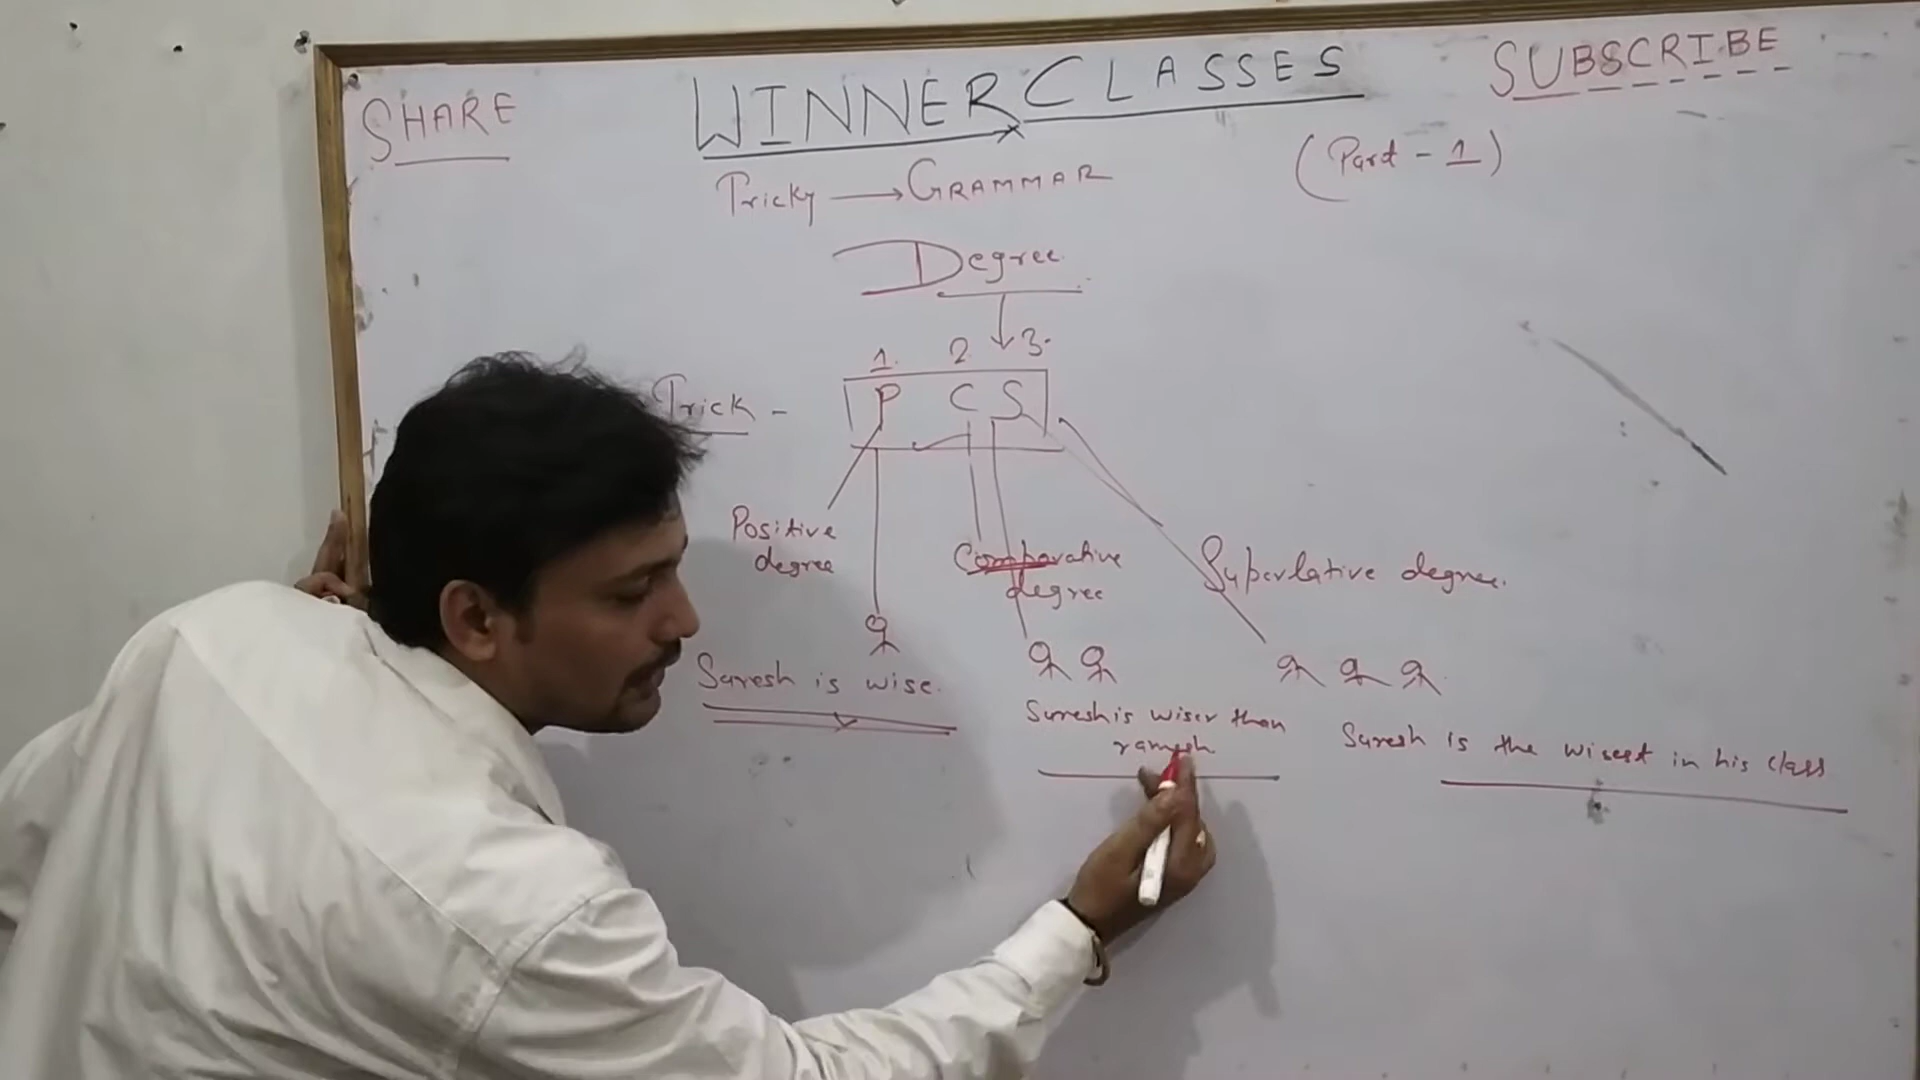 SHARE
WINNER CLASSES
SUBSCRIBE
(Part - 1)
Tricky → GRAMMAR
Degree
1. 2 3.
Trick - P C S
Positive
degree
Comparative
degree
Superlative degree.
Suresh is wise.
Suresh is wiser than
ramesh
Suresh is the wisest in his class